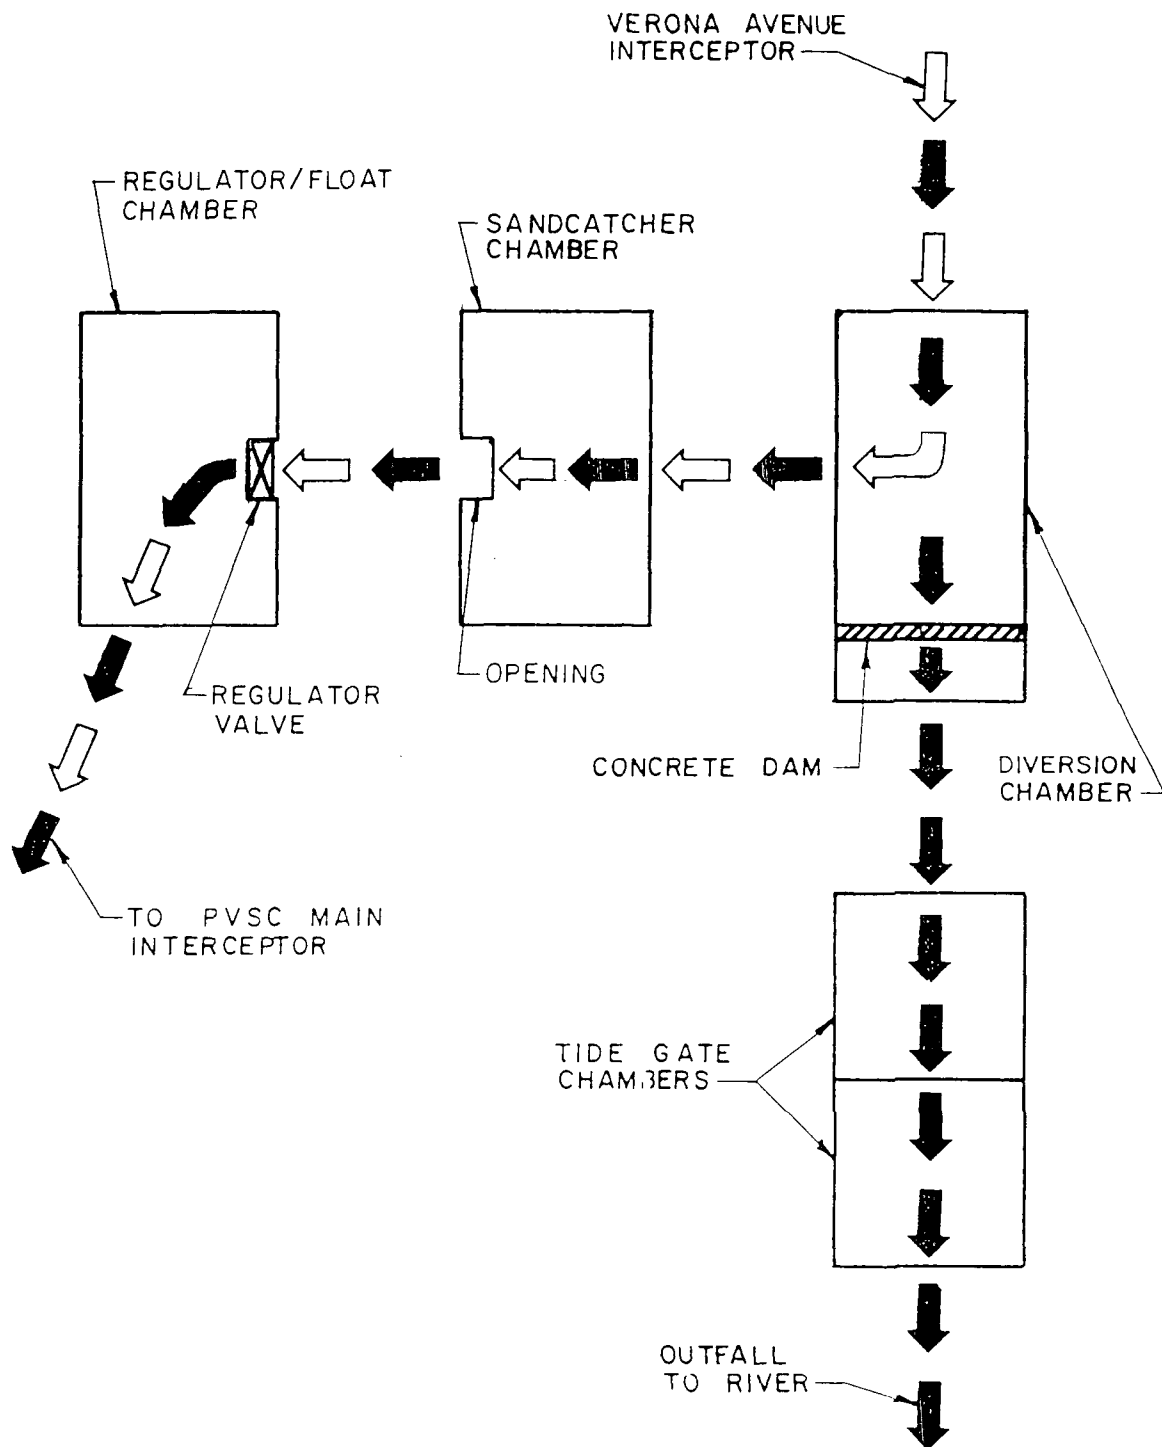 VERONA AVENUE
INTERCEPTOR
REGULATOR/FLOAT
CHAMBER
SANDCATCHER
CHAMBER
OPENING
REGULATOR
VALVE
CONCRETE DAM
DIVERSION
CHAMBER
TO PVSC MAIN
INTERCEPTOR
TIDE GATE
CHAMBERS
OUTFALL
TO RIVER